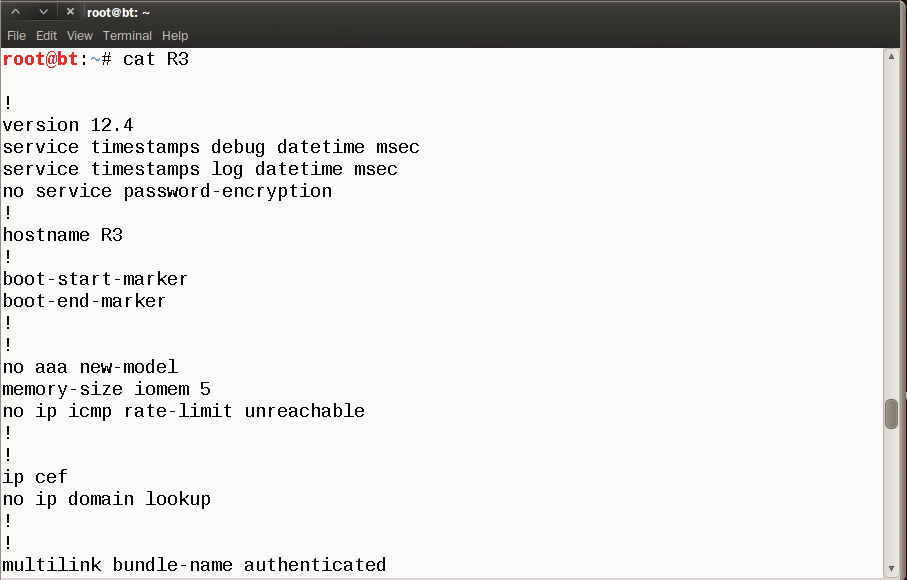 root@bt: ~
File Edit View Terminal Help
root@bt:~# cat R3
!
version 12.4
service timestamps debug datetime msec
service timestamps log datetime msec
no service password-encryption
!
hostname R3
!
boot-start-marker
boot-end-marker
!
!
no aaa new-model
memory-size iomem 5
no ip icmp rate-limit unreachable
!
!
ip cef
no ip domain lookup
!
!
multilink bundle-name authenticated